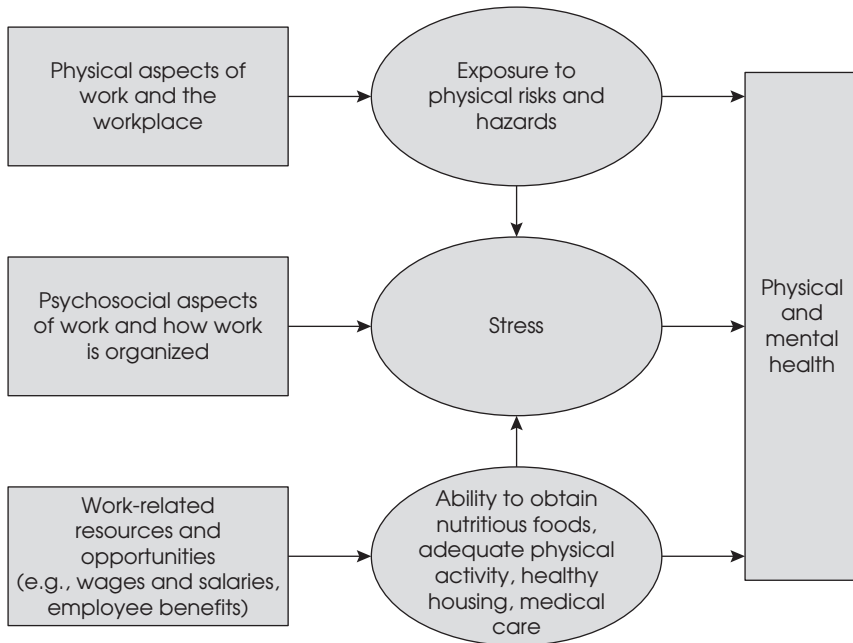 Physical aspects of
work and the
workplace
Exposure to
physical risks and
hazards
Psychosocial aspects
of work and how work
is organized
Stress
Physical
and
mental
health
Work-related
resources and
opportunities
(e.g., wages and salaries,
employee benefits)
Ability to obtain
nutritious foods,
adequate physical
activity, healthy
housing, medical
care